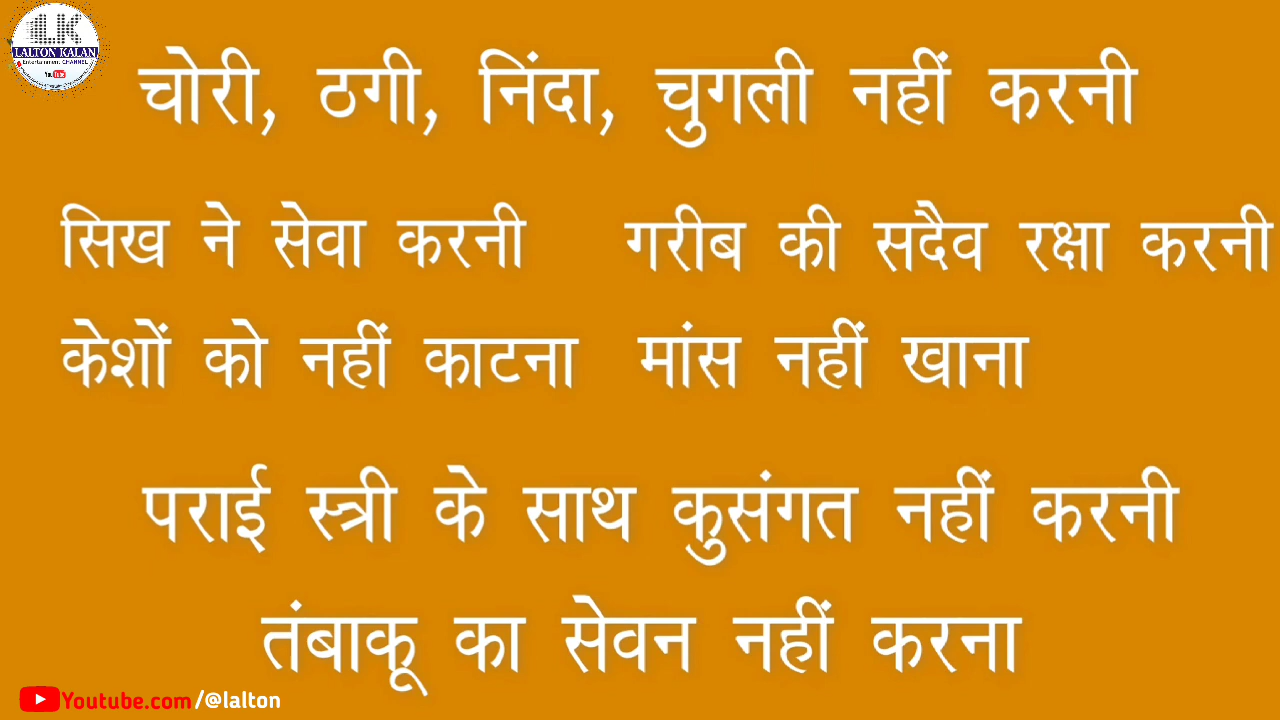 LK
LALTON KALAN
Entertainment CHANNEL
YouTube
चोरी, ठगी, निंदा, चुगली नहीं करनी
सिख ने सेवा करनी गरीब की सदैव रक्षा करनी
केशों को नहीं काटना मांस नहीं खाना
पराई स्त्री के साथ कुसंगत नहीं करनी
तंबाकू का सेवन नहीं करना
Youtube.com/@lalton